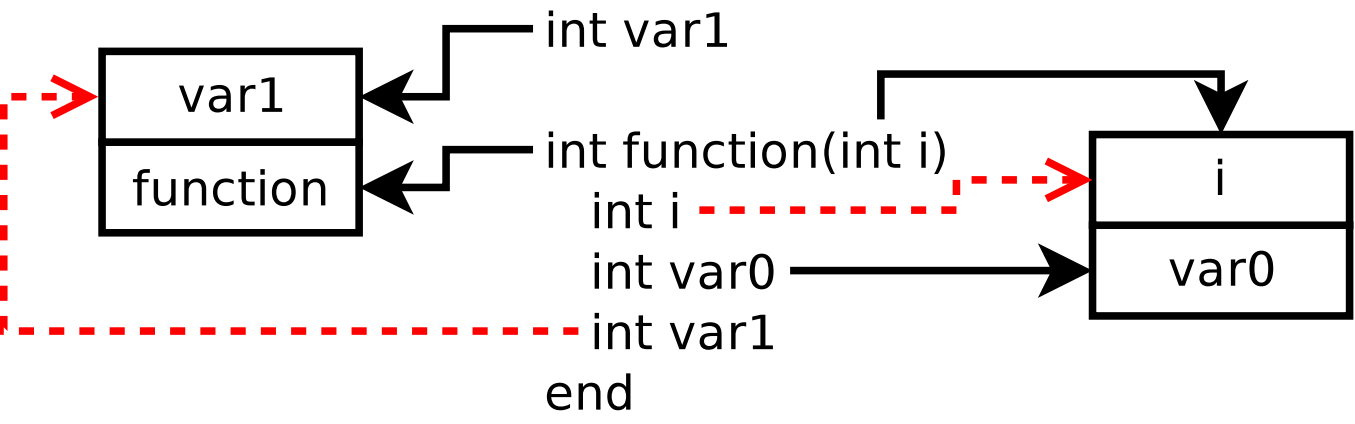 int var1
var1
int function(int i)
function
i
int i
int var0
var0
int var1
end